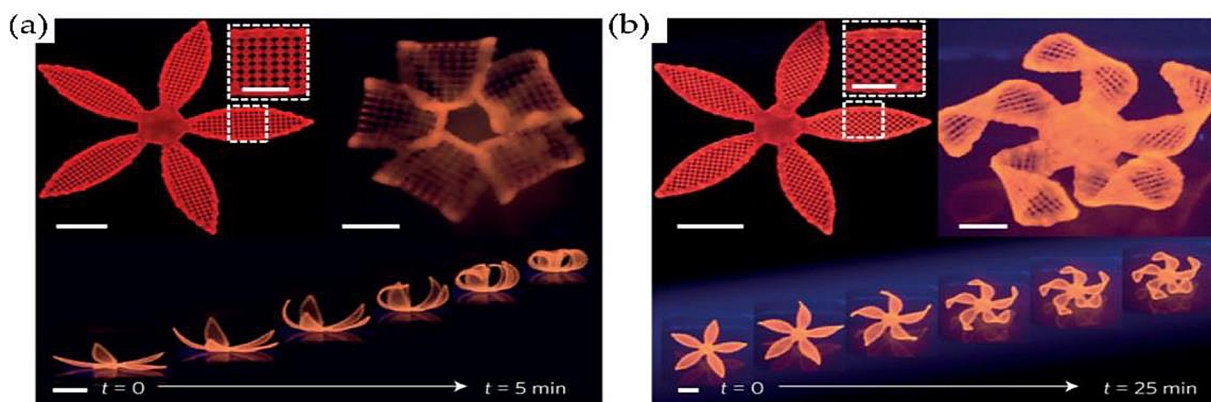 (a)
(b)
t = 0
t = 5 min
t = 0
t = 25 min